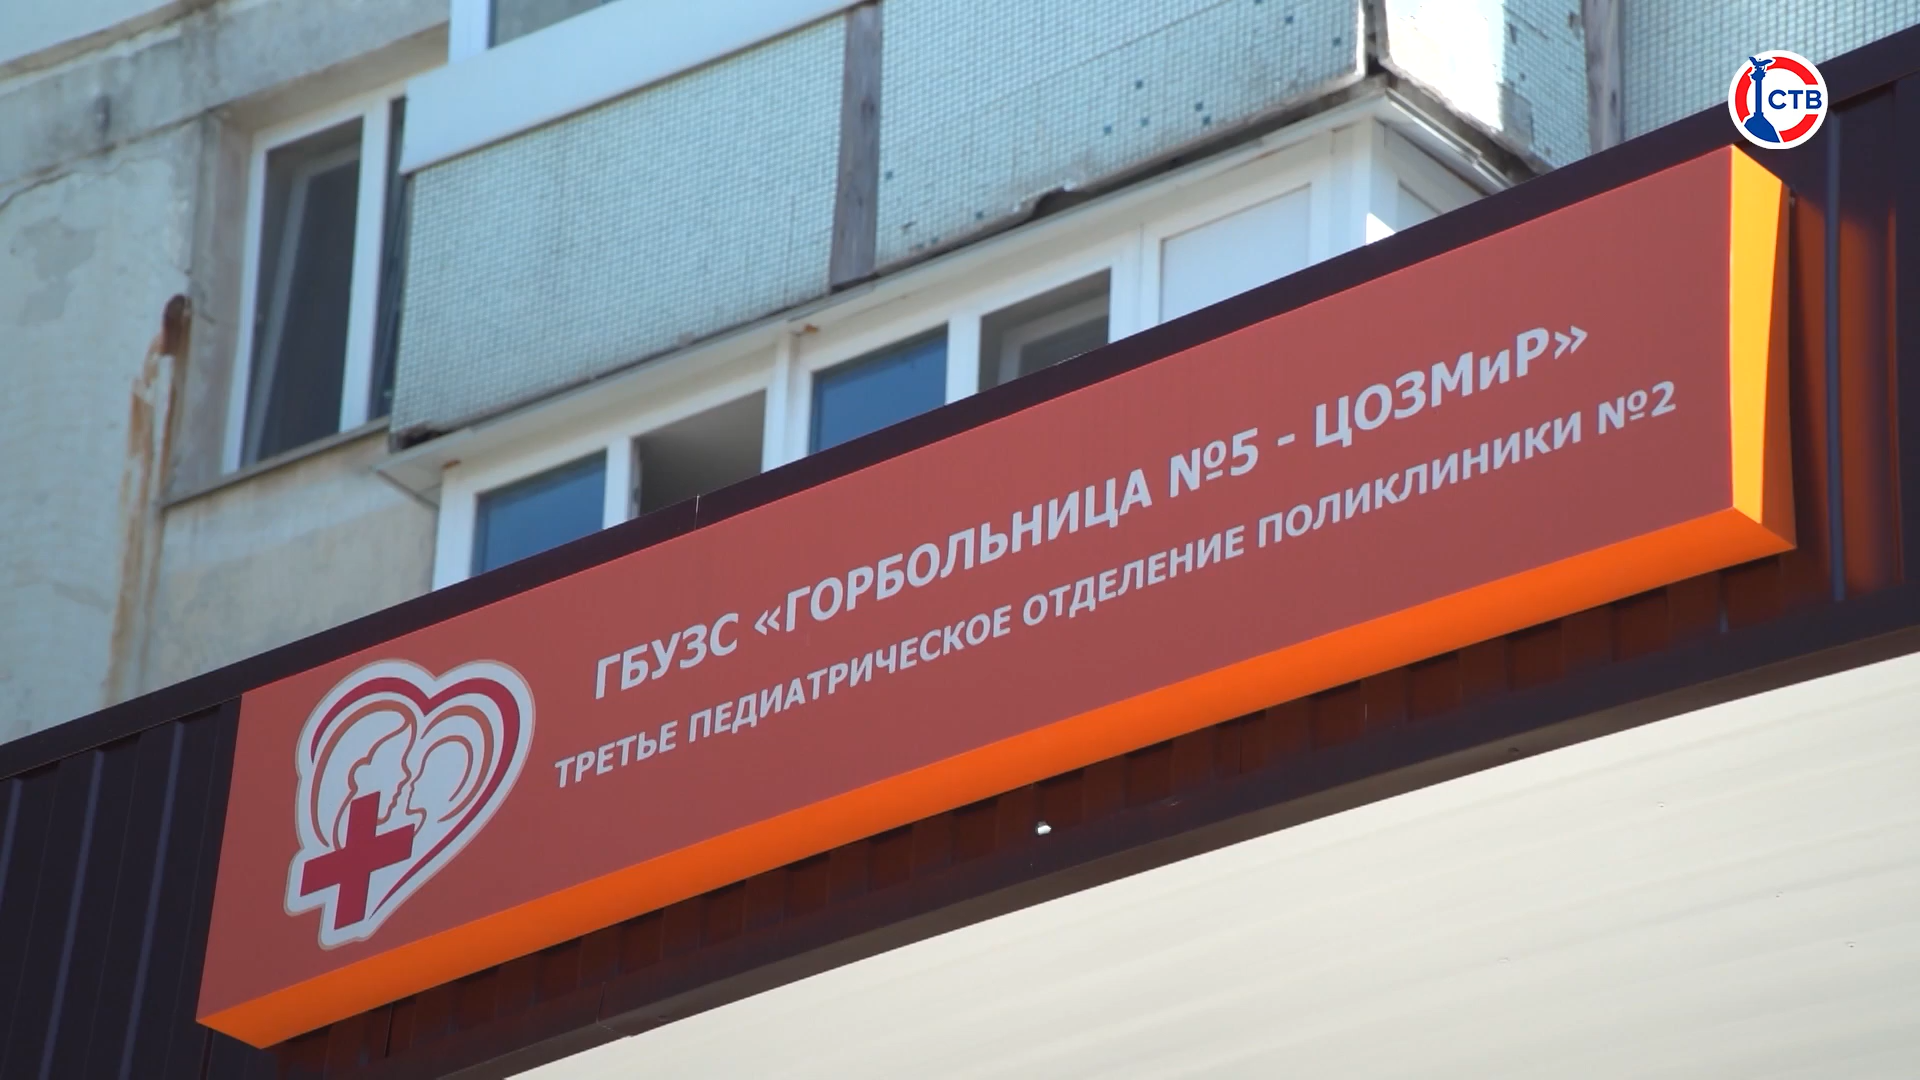 СТВ
ГБУЗС «ГОРБОЛЬНИЦА №5 - ЦОЗМиР»
ТРЕТЬЕ ПЕДИАТРИЧЕСКОЕ ОТДЕЛЕНИЕ ПОЛИКЛИНИКИ №2